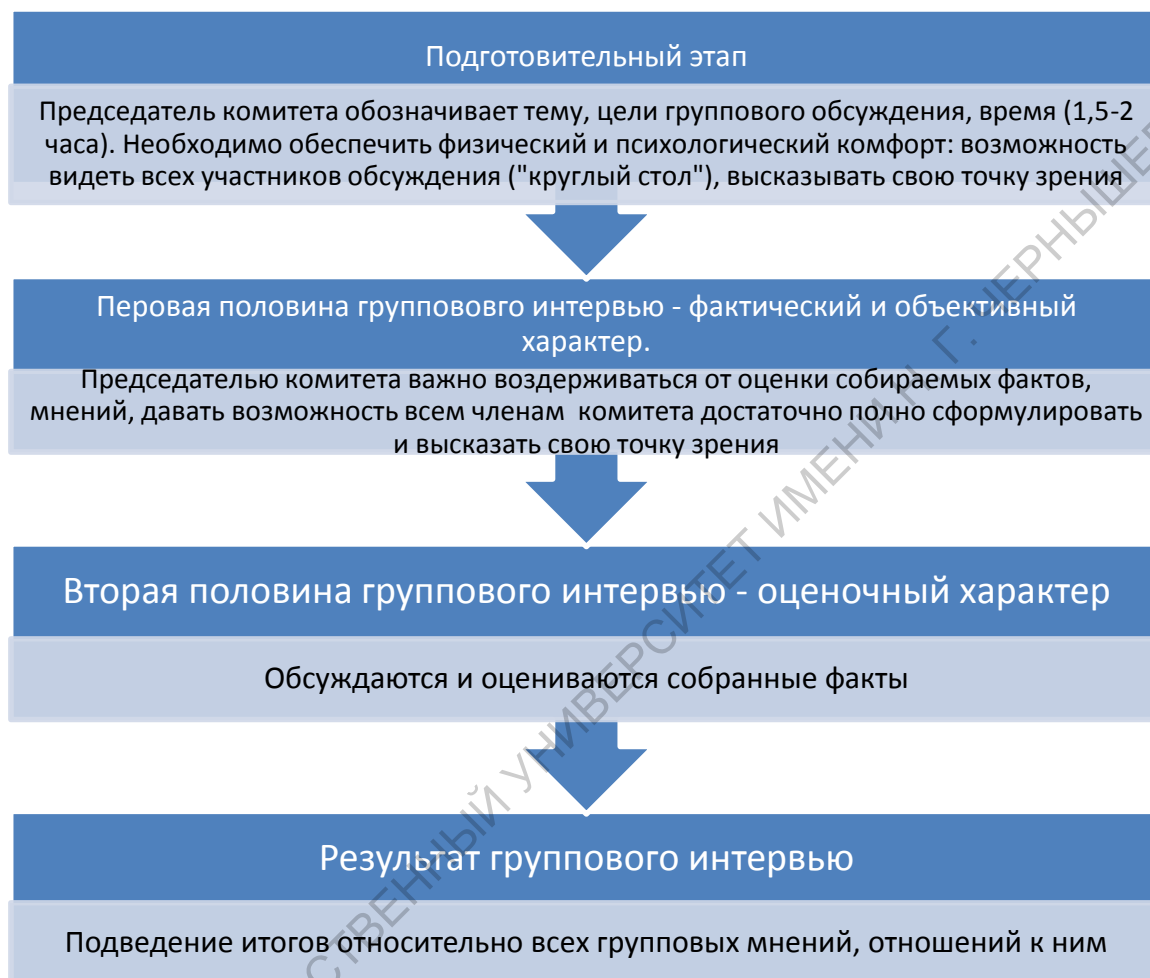 Подготовительный этап
Председатель комитета обозначивает тему, цели группового обсуждения, время (1,5-2
часа). Необходимо обеспечить физический и психологический комфорт: возможность
видеть всех участников обсуждения ("круглый стол"), высказывать свою точку зрения
Перовая половина группововго интервью - фактический и объективный
характер.
Председателью комитета важно воздерживаться от оценки собираемых фактов,
мнений, давать возможность всем членам комитета достаточно полно сформулировать
и высказать свою точку зрения
Вторая половина группового интервью - оценочный характер
Обсуждаются и оцениваются собранные факты
Результат группового интервью
Подведение итогов относительно всех групповых мнений, отношений к ним
УНИВЕРСИТЕТ ИМЕНИ Н. Г.